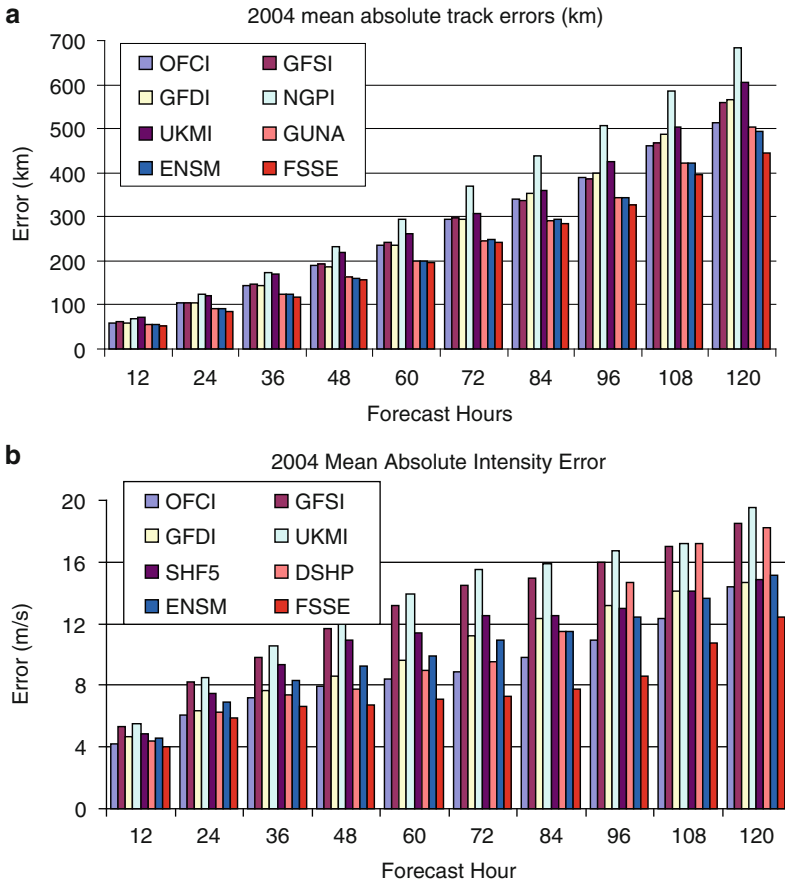 a
2004 mean absolute track errors (km)
700
600
500
400
300
200
100
0
Error (km)
OFCI GFSI
GFDI NGPI
UKMI GUNA
ENSM FSSE
12 24 36 48 60 72 84 96 108 120
Forecast Hours
b
2004 Mean Absolute Intensity Error
20
16
12
8
4
0
Error (m/s)
OFCI GFSI
GFDI UKMI
SHF5 DSHP
ENSM FSSE
12 24 36 48 60 72 84 96 108 120
Forecast Hour